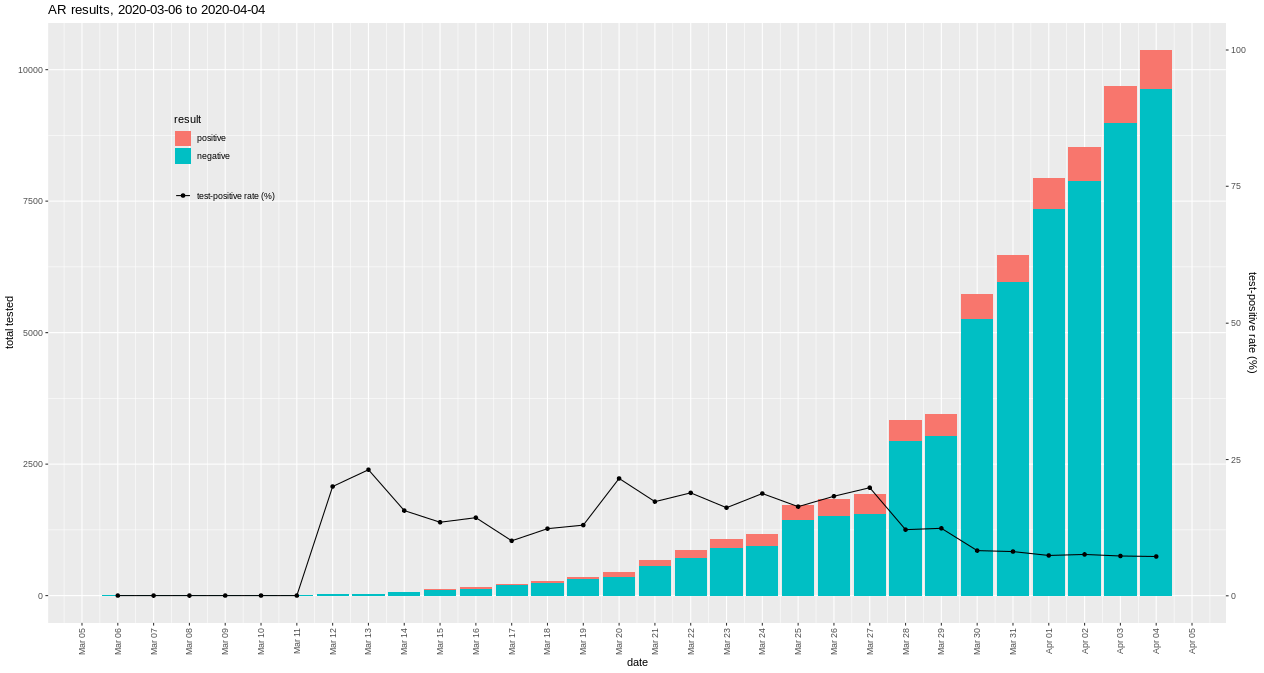 AR results, 2020-03-06 to 2020-04-04
total tested
10000
7500
5000
2500
0
result
positive
negative
test-positive rate (%)
100
75
50
25
0
test-positive rate (%)
Mar 05
Mar 06
Mar 07
Mar 08
Mar 09
Mar 10
Mar 11
Mar 12
Mar 13
Mar 14
Mar 15
Mar 16
Mar 17
Mar 18
Mar 19
Mar 20
Mar 21
Mar 22
Mar 23
Mar 24
Mar 25
Mar 26
Mar 27
Mar 28
Mar 29
Mar 30
Mar 31
Apr 01
Apr 02
Apr 03
Apr 04
Apr 05
date